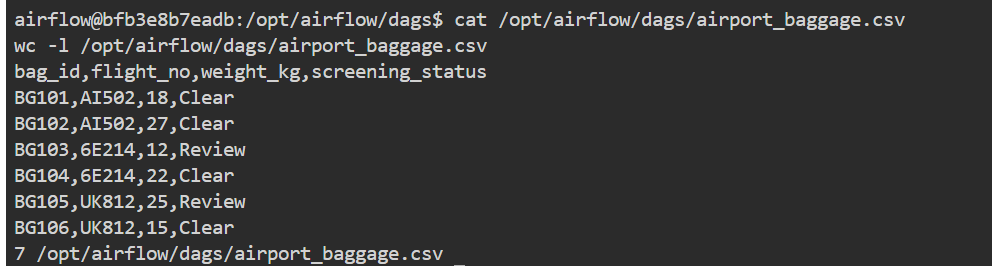 airflow@bfb3e8b7eadb:/opt/airflow/dags$ cat /opt/airflow/dags/airport_baggage.csv
wc -l /opt/airflow/dags/airport_baggage.csv
bag_id,flight_no,weight_kg,screening_status
BG101,AI502,18,Clear
BG102,AI502,27,Clear
BG103,6E214,12,Review
BG104,6E214,22,Clear
BG105,UK812,25,Review
BG106,UK812,15,Clear
7 /opt/airflow/dags/airport_baggage.csv